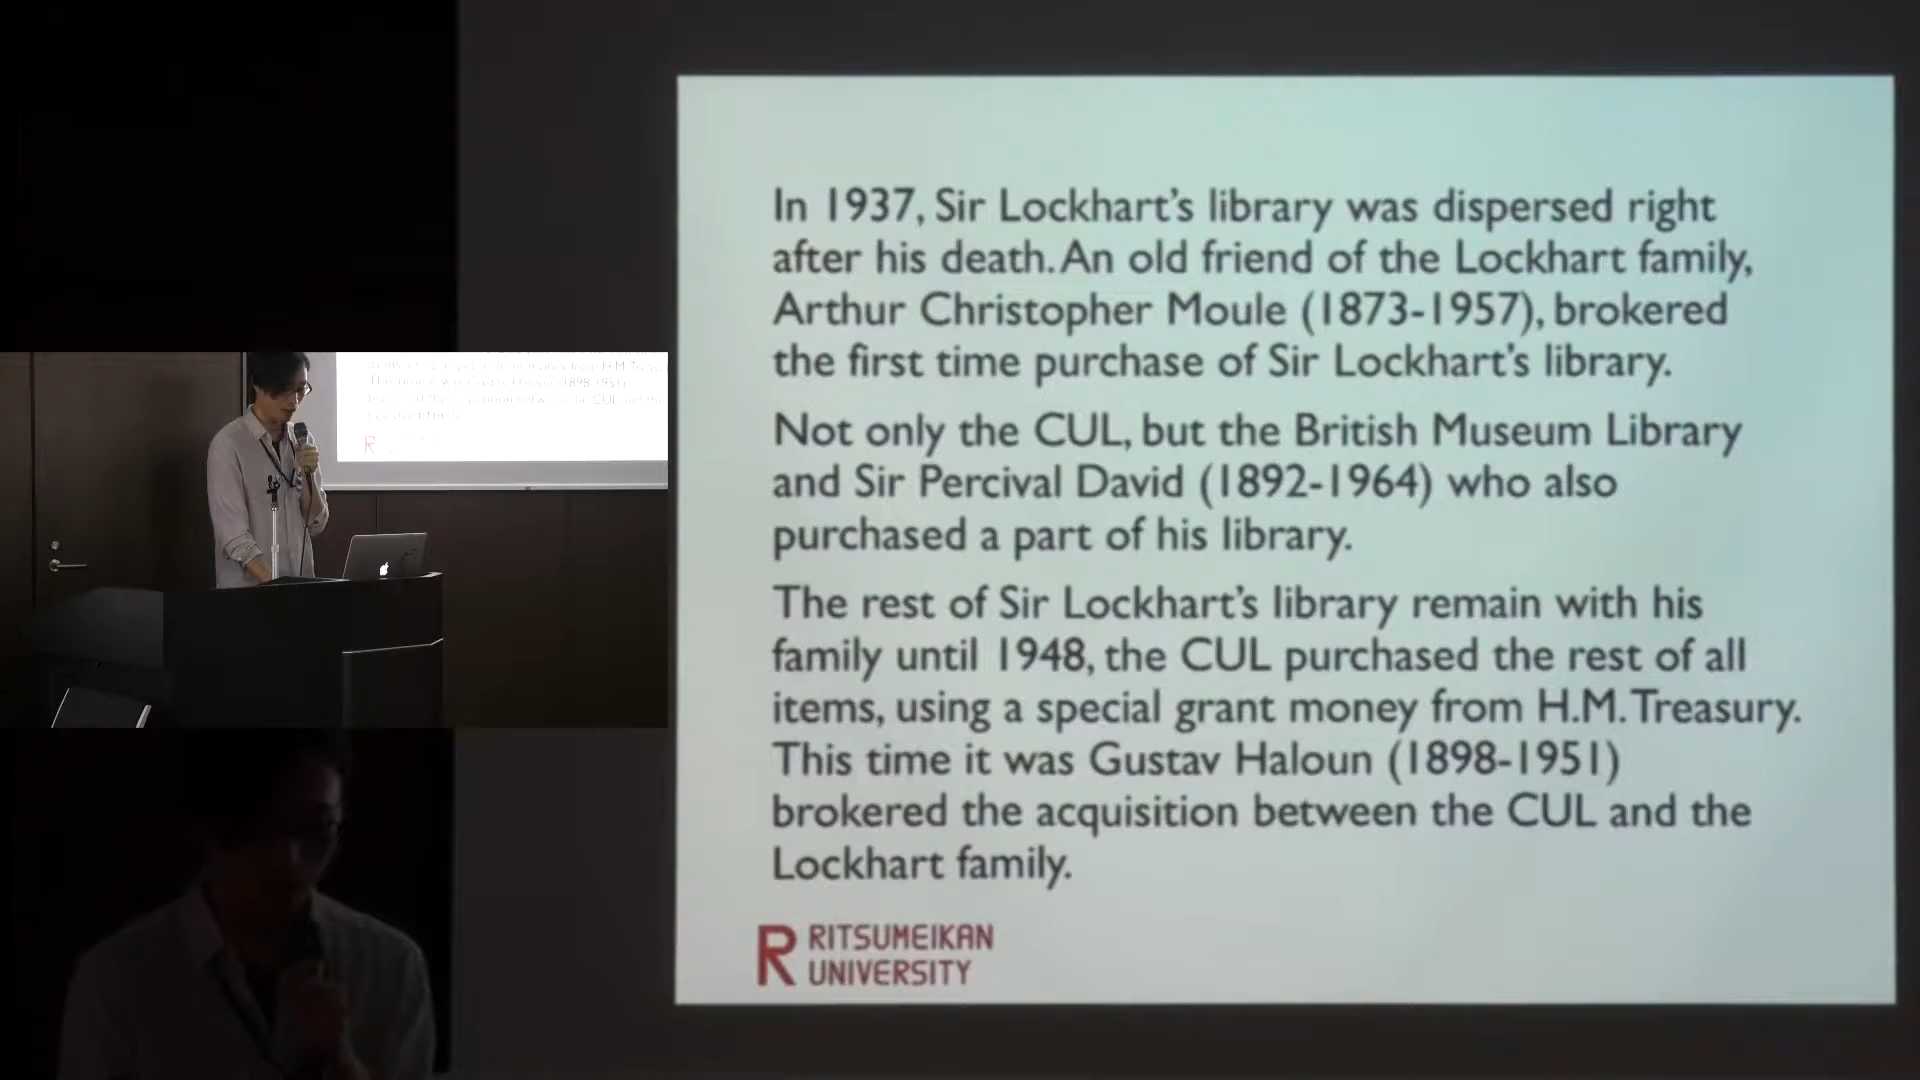 In 1937, Sir Lockhart's library was dispersed right
after his death. An old friend of the Lockhart family,
Arthur Christopher Moule (1873-1957), brokered
the first time purchase of Sir Lockhart's library.
Not only the CUL, but the British Museum Library
and Sir Percival David (1892-1964) who also
purchased a part of his library.
The rest of Sir Lockhart's library remain with his
family until 1948, the CUL purchased the rest of all
items, using a special grant money from H.M. Treasury.
This time it was Gustav Haloun (1898-1951)
brokered the acquisition between the CUL and the
Lockhart family.
R RITSUMEIKAN
UNIVERSITY